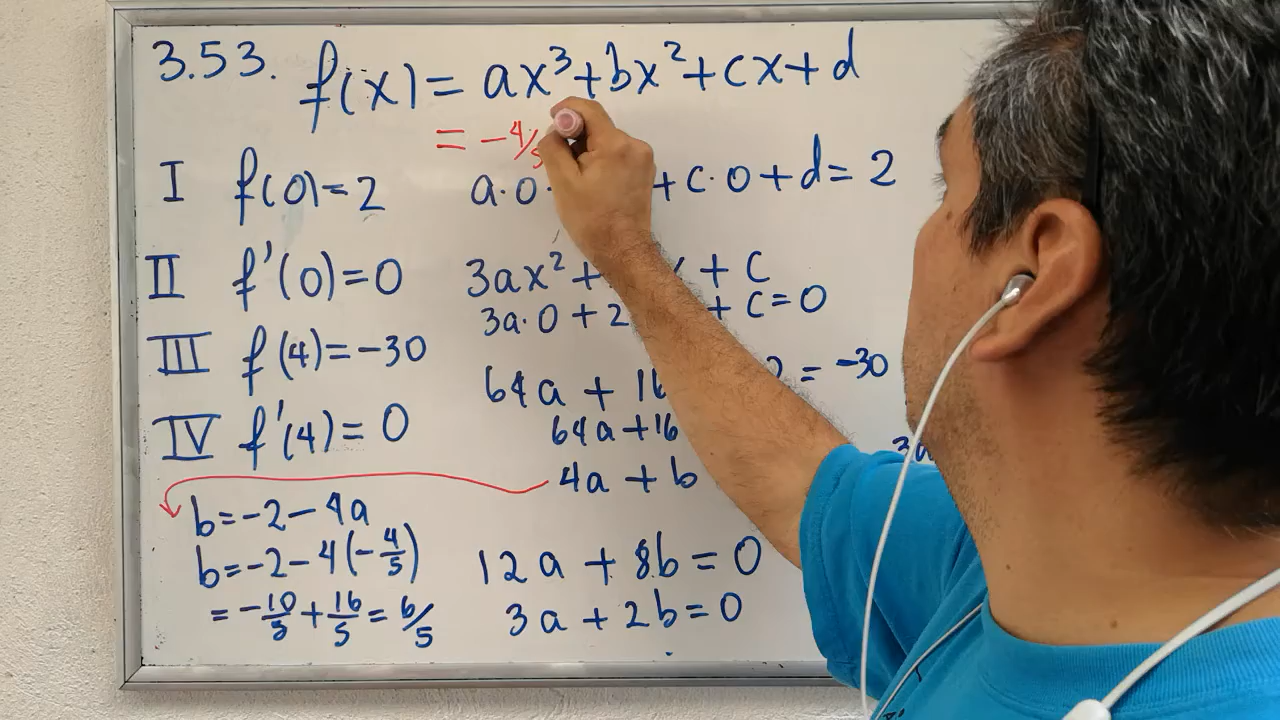 3.53. f(x) = ax³+bx²+cx+d
= -4/5
I f(0)=2 a·0· +c·0+d=2
II f'(0)=0 3ax²+ + c
3a·0+2 +c=0
III f(4)=-30 64a + 16 2 = -30
64a+16
IV f'(4)=0 3a
4a + b
b=-2-4a
b=-2-4(-4/5) 12a + 8b = 0
=-10/5+16/5=6/5 3a+2b=0